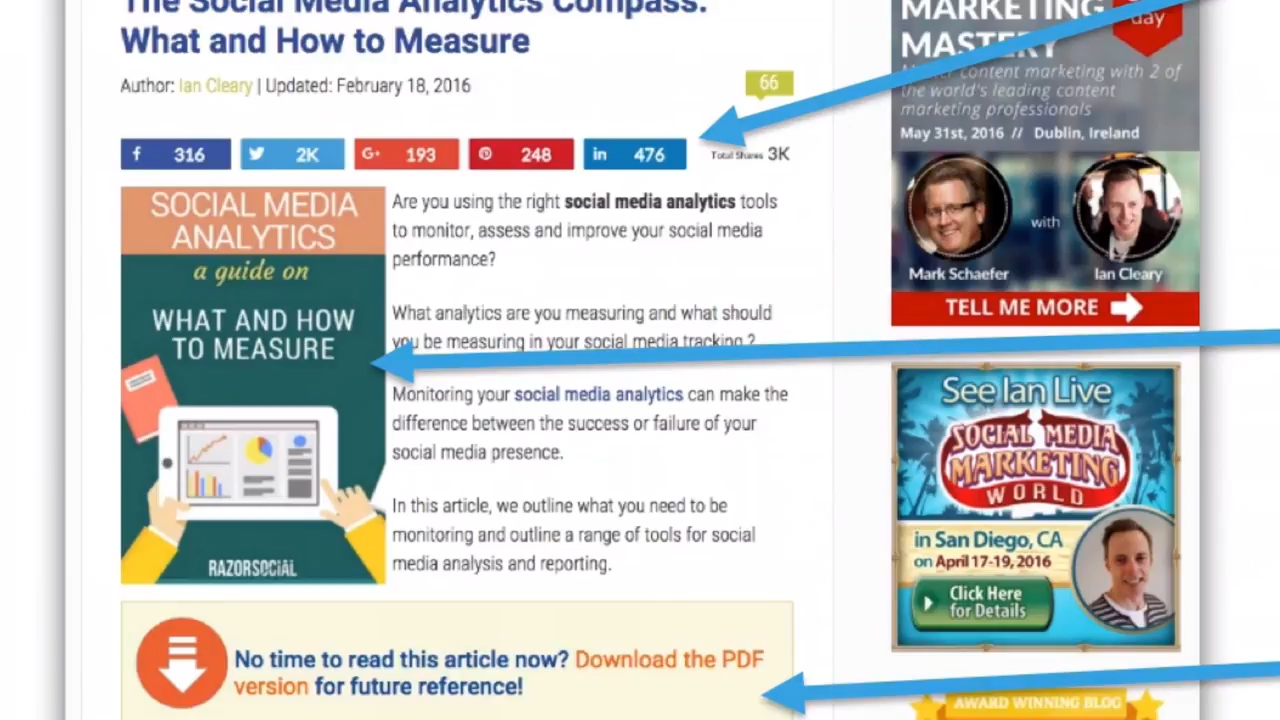 The Social Media Analytics Compass:
What and How to Measure
Author: Ian Cleary | Updated: February 18, 2016
66
316
2K
G+ 193
248
in 476
Total Shares 3K
SOCIAL MEDIA
ANALYTICS
a guide on
WHAT AND HOW
TO MEASURE
RAZORSOCIAL
Are you using the right social media analytics tools
to monitor, assess and improve your social media
performance?
What analytics are you measuring and what should
you be measuring in your social media tracking ?
Monitoring your social media analytics can make the
difference between the success or failure of your
social media presence.
In this article, we outline what you need to be
monitoring and outline a range of tools for social
media analysis and reporting.
No time to read this article now? Download the PDF
version for future reference!
MARKETING
MASTERY
day
Master content marketing with 2 of
the world's leading content
marketing professionals
May 31st, 2016 // Dublin, Ireland
with
Mark Schaefer
Ian Cleary
TELL ME MORE
See Ian Live
SOCIAL MEDIA
MARKETING
WORLD
in San Diego, CA
on April 17-19, 2016
Click Here
for Details
AWARD WINNING BLOG